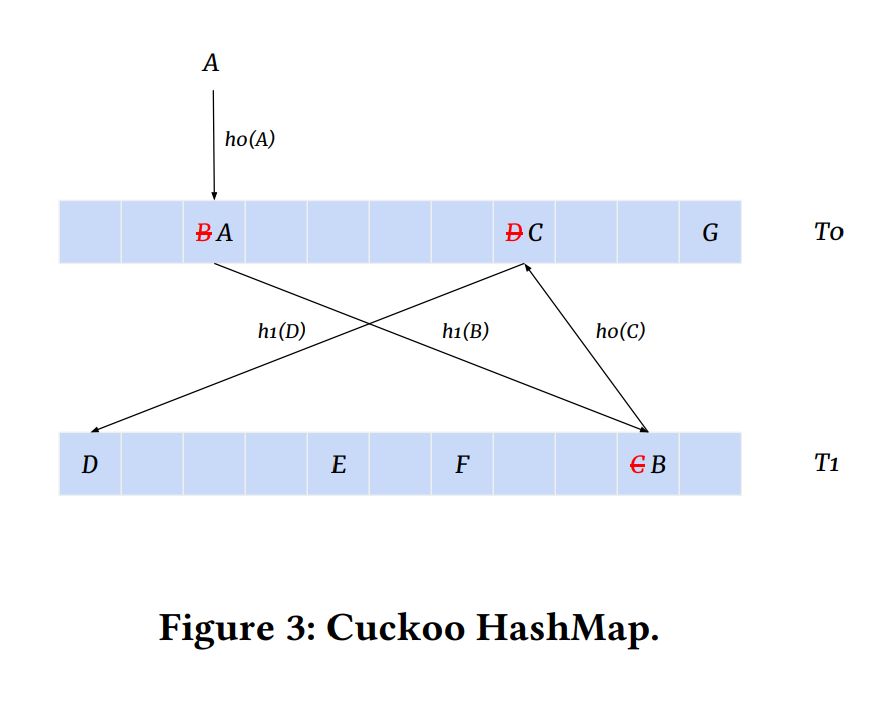 A
h0(A)
B A D C G T0
h1(D) h1(B) h0(C)
D E F C B T1
Figure 3: Cuckoo HashMap.